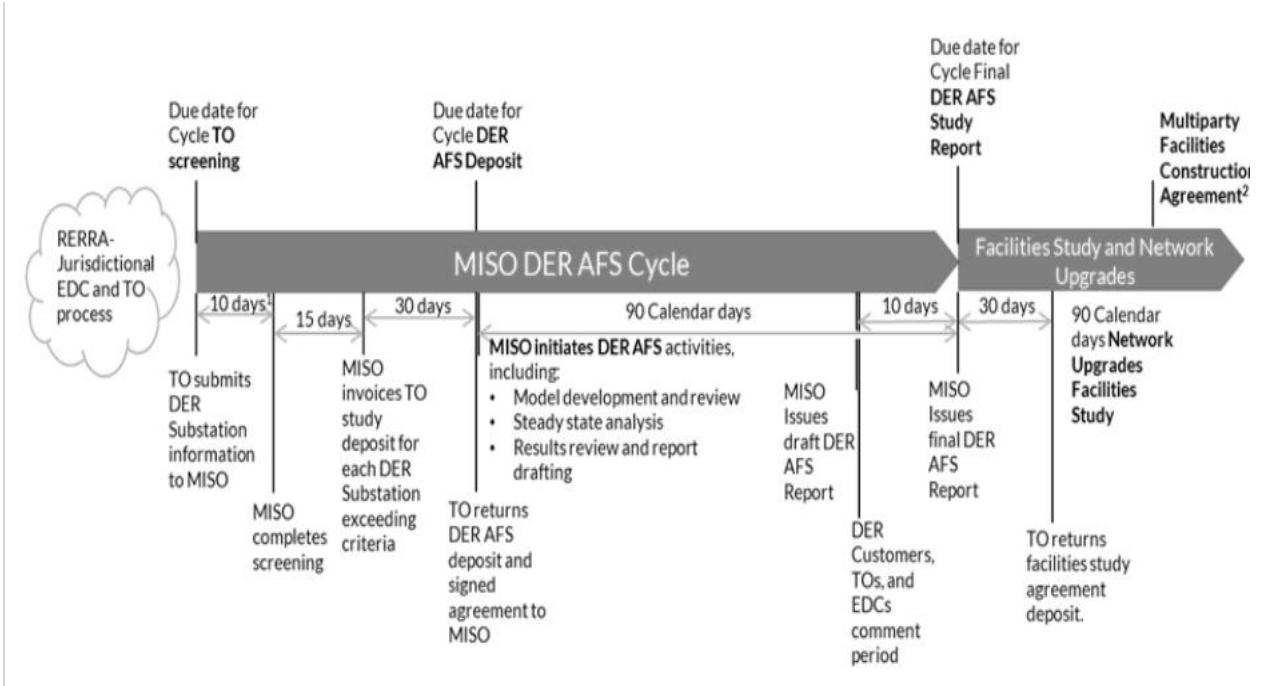 Due date for
Cycle TO
screening
Due date for
Cycle DER
AFS Deposit
Due date for
Cycle Final
DER AFS
Study
Report
Multiparty
Facilities
Constructio
Agreement²
RERRA-
Jurisdictional
EDC and TO
process
MISO DER AFS Cycle
Facilities Study and Network
Upgrades
10 days¹
15 days
30 days
90 Calendar days
10 days
30 days
TO submits
DER
Substation
information
to MISO
MISO
completes
screening
MISO
invoices TO
study
deposit for
each DER
Substation
exceeding
criteria
TO returns
DER AFS
deposit and
signed
agreement to
MISO
MISO initiates DER AFS activities,
including:
• Model development and review
• Steady state analysis
• Results review and report
drafting
MISO
Issues
draft DER
AFS
Report
DER
Customers,
TOs, and
EDCs
comment
period
MISO
Issues
final DER
AFS
Report
TO returns
facilities study
agreement
deposit.
90 Calendar
days Network
Upgrades
Facilities
Study